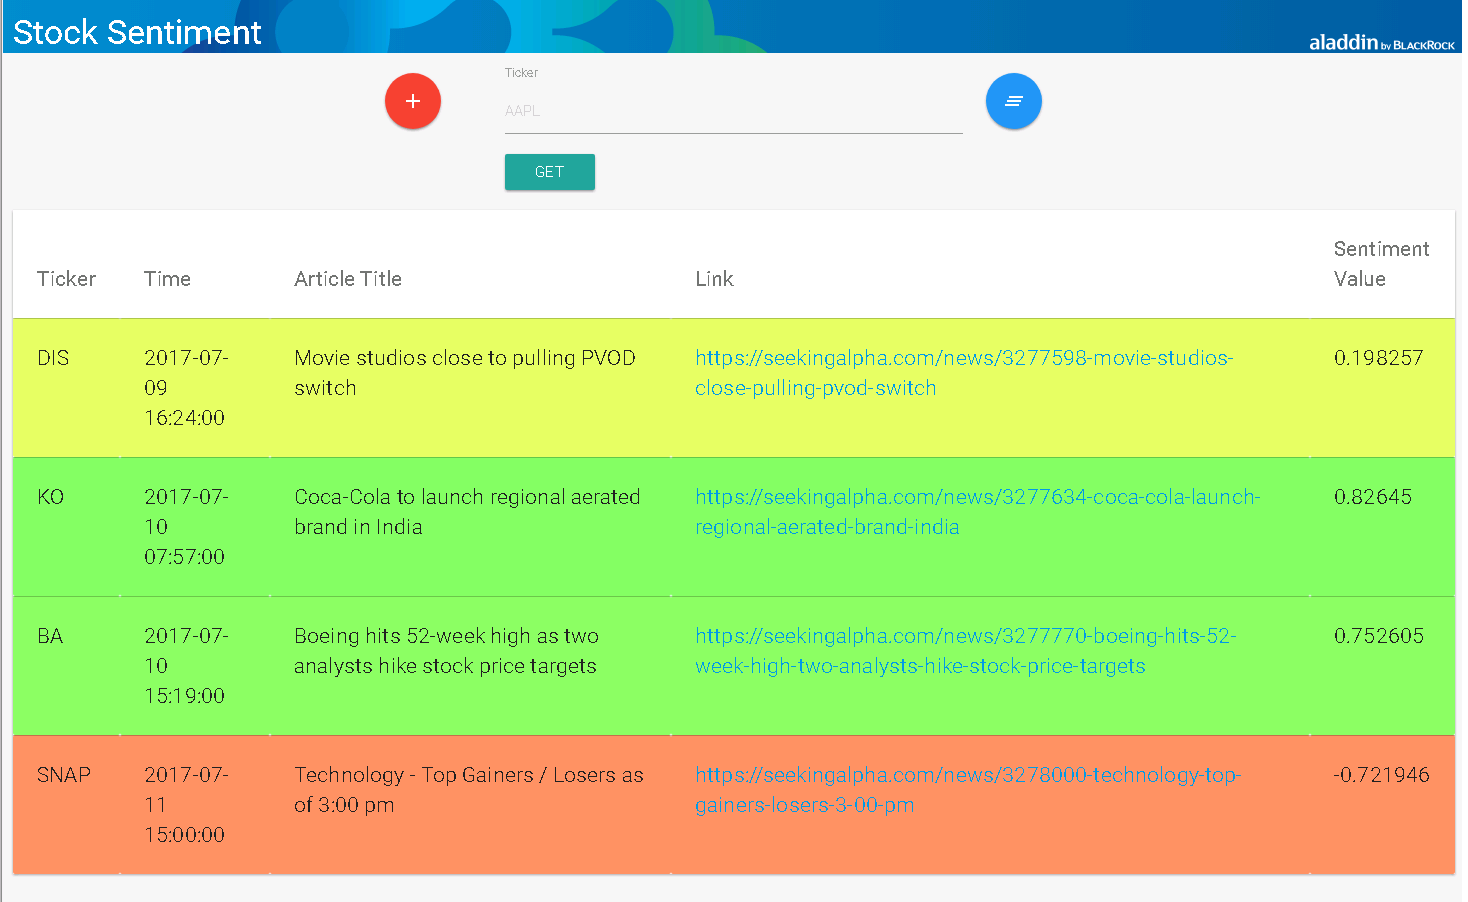 Stock Sentiment
aladdin by BLACKROCK
Ticker
AAPL
GET
Ticker Time Article Title Link Sentiment
Value
DIS 2017-07- Movie studios close to pulling PVOD https://seekingalpha.com/news/3277598-movie-studios- 0.198257
09 switch close-pulling-pvod-switch
16:24:00
KO 2017-07- Coca-Cola to launch regional aerated https://seekingalpha.com/news/3277634-coca-cola-launch- 0.82645
10 brand in India regional-aerated-brand-india
07:57:00
BA 2017-07- Boeing hits 52-week high as two https://seekingalpha.com/news/3277770-boeing-hits-52- 0.752605
10 analysts hike stock price targets week-high-two-analysts-hike-stock-price-targets
15:19:00
SNAP 2017-07- Technology - Top Gainers / Losers as https://seekingalpha.com/news/3278000-technology-top- -0.721946
11 of 3:00 pm gainers-losers-3-00-pm
15:00:00